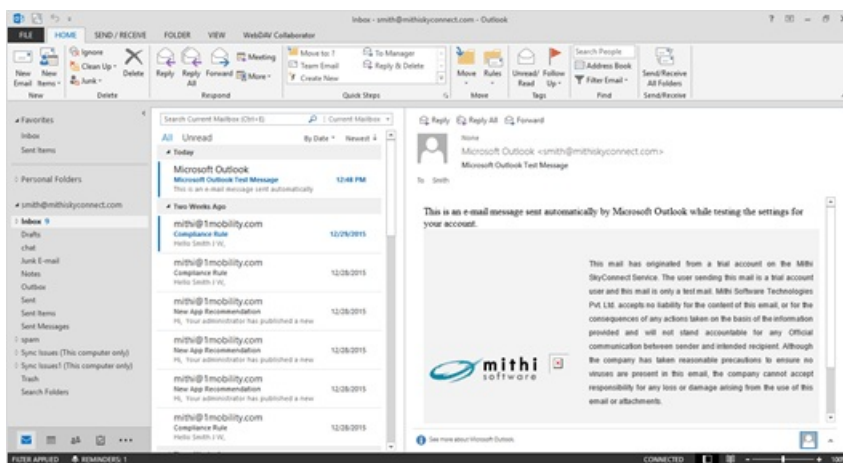 Inbox - smith@mithiskyconnect.com - Outlook
FILE HOME SEND / RECEIVE FOLDER VIEW WebDAV Collaborator
New Email
New Items
Ignore
Clean Up
Junk
Delete
Reply
Reply All
Forward
Meeting
More
Move to: ?
Team Email
Create New
To Manager
Reply & Delete
Move
Rules
Unread/ Read
Follow Up
Search People
Address Book
Filter Email
Send/Receive All Folders
New Delete Respond Quick Steps Move Tags Find Send/Receive
Favorites
Inbox
Sent Items
Personal Folders
smith@mithiskyconnect.com
Inbox 9
Drafts
chat
Junk E-mail
Notes
Outbox
Sent
Sent Items
Sent Messages
spam
Sync Issues (This computer only)
Sync Issues1 (This computer only)
Trash
Search Folders
Search Current Mailbox (Ctrl+E) Current Mailbox
All Unread By Date Newest
Today
Microsoft Outlook
Microsoft Outlook Test Message 12:48 PM
This is an e-mail message sent automatically
Two Weeks Ago
mithi@1mobility.com
Compliance Rule 12/29/2015
Hello Smith J W,
mithi@1mobility.com
Compliance Rule 12/28/2015
Hello Smith J W,
mithi@1mobility.com
New App Recommendation 12/28/2015
Hi, Your administrator has published a new
mithi@1mobility.com
New App Recommendation 12/28/2015
Hi, Your administrator has published a new
mithi@1mobility.com
New App Recommendation 12/28/2015
Hi, Your administrator has published a new
mithi@1mobility.com
Compliance Rule 12/28/2015
Hello Smith J W,
Reply Reply All Forward
None
Microsoft Outlook <smith@mithiskyconnect.com>
Microsoft Outlook Test Message
To Smith
This is an e-mail message sent automatically by Microsoft Outlook while testing the settings for
your account.
This mail has originated from a trial account on the Mithi
SkyConnect Service. The user sending this mail is a trial account
user and this mail is only a test mail. Mithi Software Technologies
Pvt. Ltd. accepts no liability for the content of this email, or for the
consequences of any actions taken on the basis of the information
provided and will not stand accountable for any Official
communication between sender and intended recipient. Although
the company has taken reasonable precautions to ensure no
viruses are present in this email, the company cannot accept
responsibility for any loss or damage arising from the use of this
email or attachments.
mithi
software
See more about Microsoft Outlook.
FILTER APPLIED REMINDERS: 1 CONNECTED